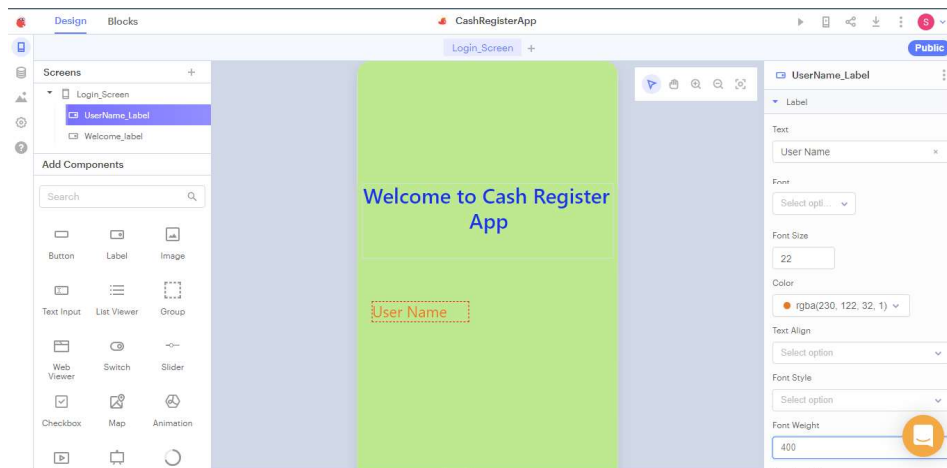 Design Blocks CashRegisterApp S
Login_Screen + Public
Screens +
Login_Screen
UserName_Label
Welcome_label
Add Components
Search
Button Label Image
Text Input List Viewer Group
Web Viewer Switch Slider
Checkbox Map Animation
Welcome to Cash Register
App
User Name
UserName_Label
Label
Text
User Name
Font
Select opti...
Font Size
22
Color
rgba(230, 122, 32, 1)
Text Align
Select option
Font Style
Select option
Font Weight
400